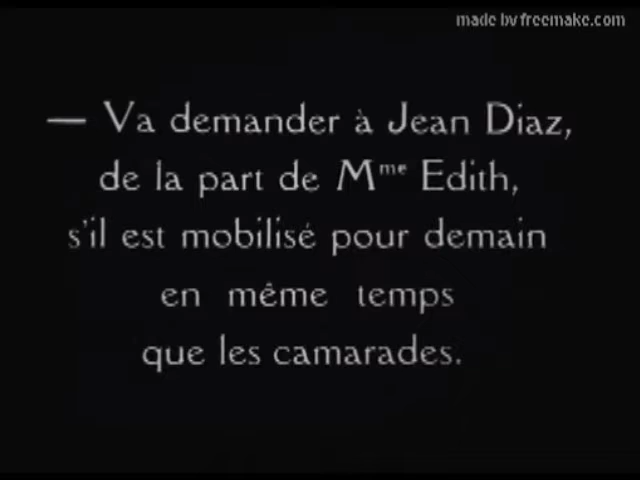 made by freemake.com
— Va demander à Jean Diaz,
de la part de Mme Edith,
s'il est mobilisé pour demain
en même temps
que les camarades.